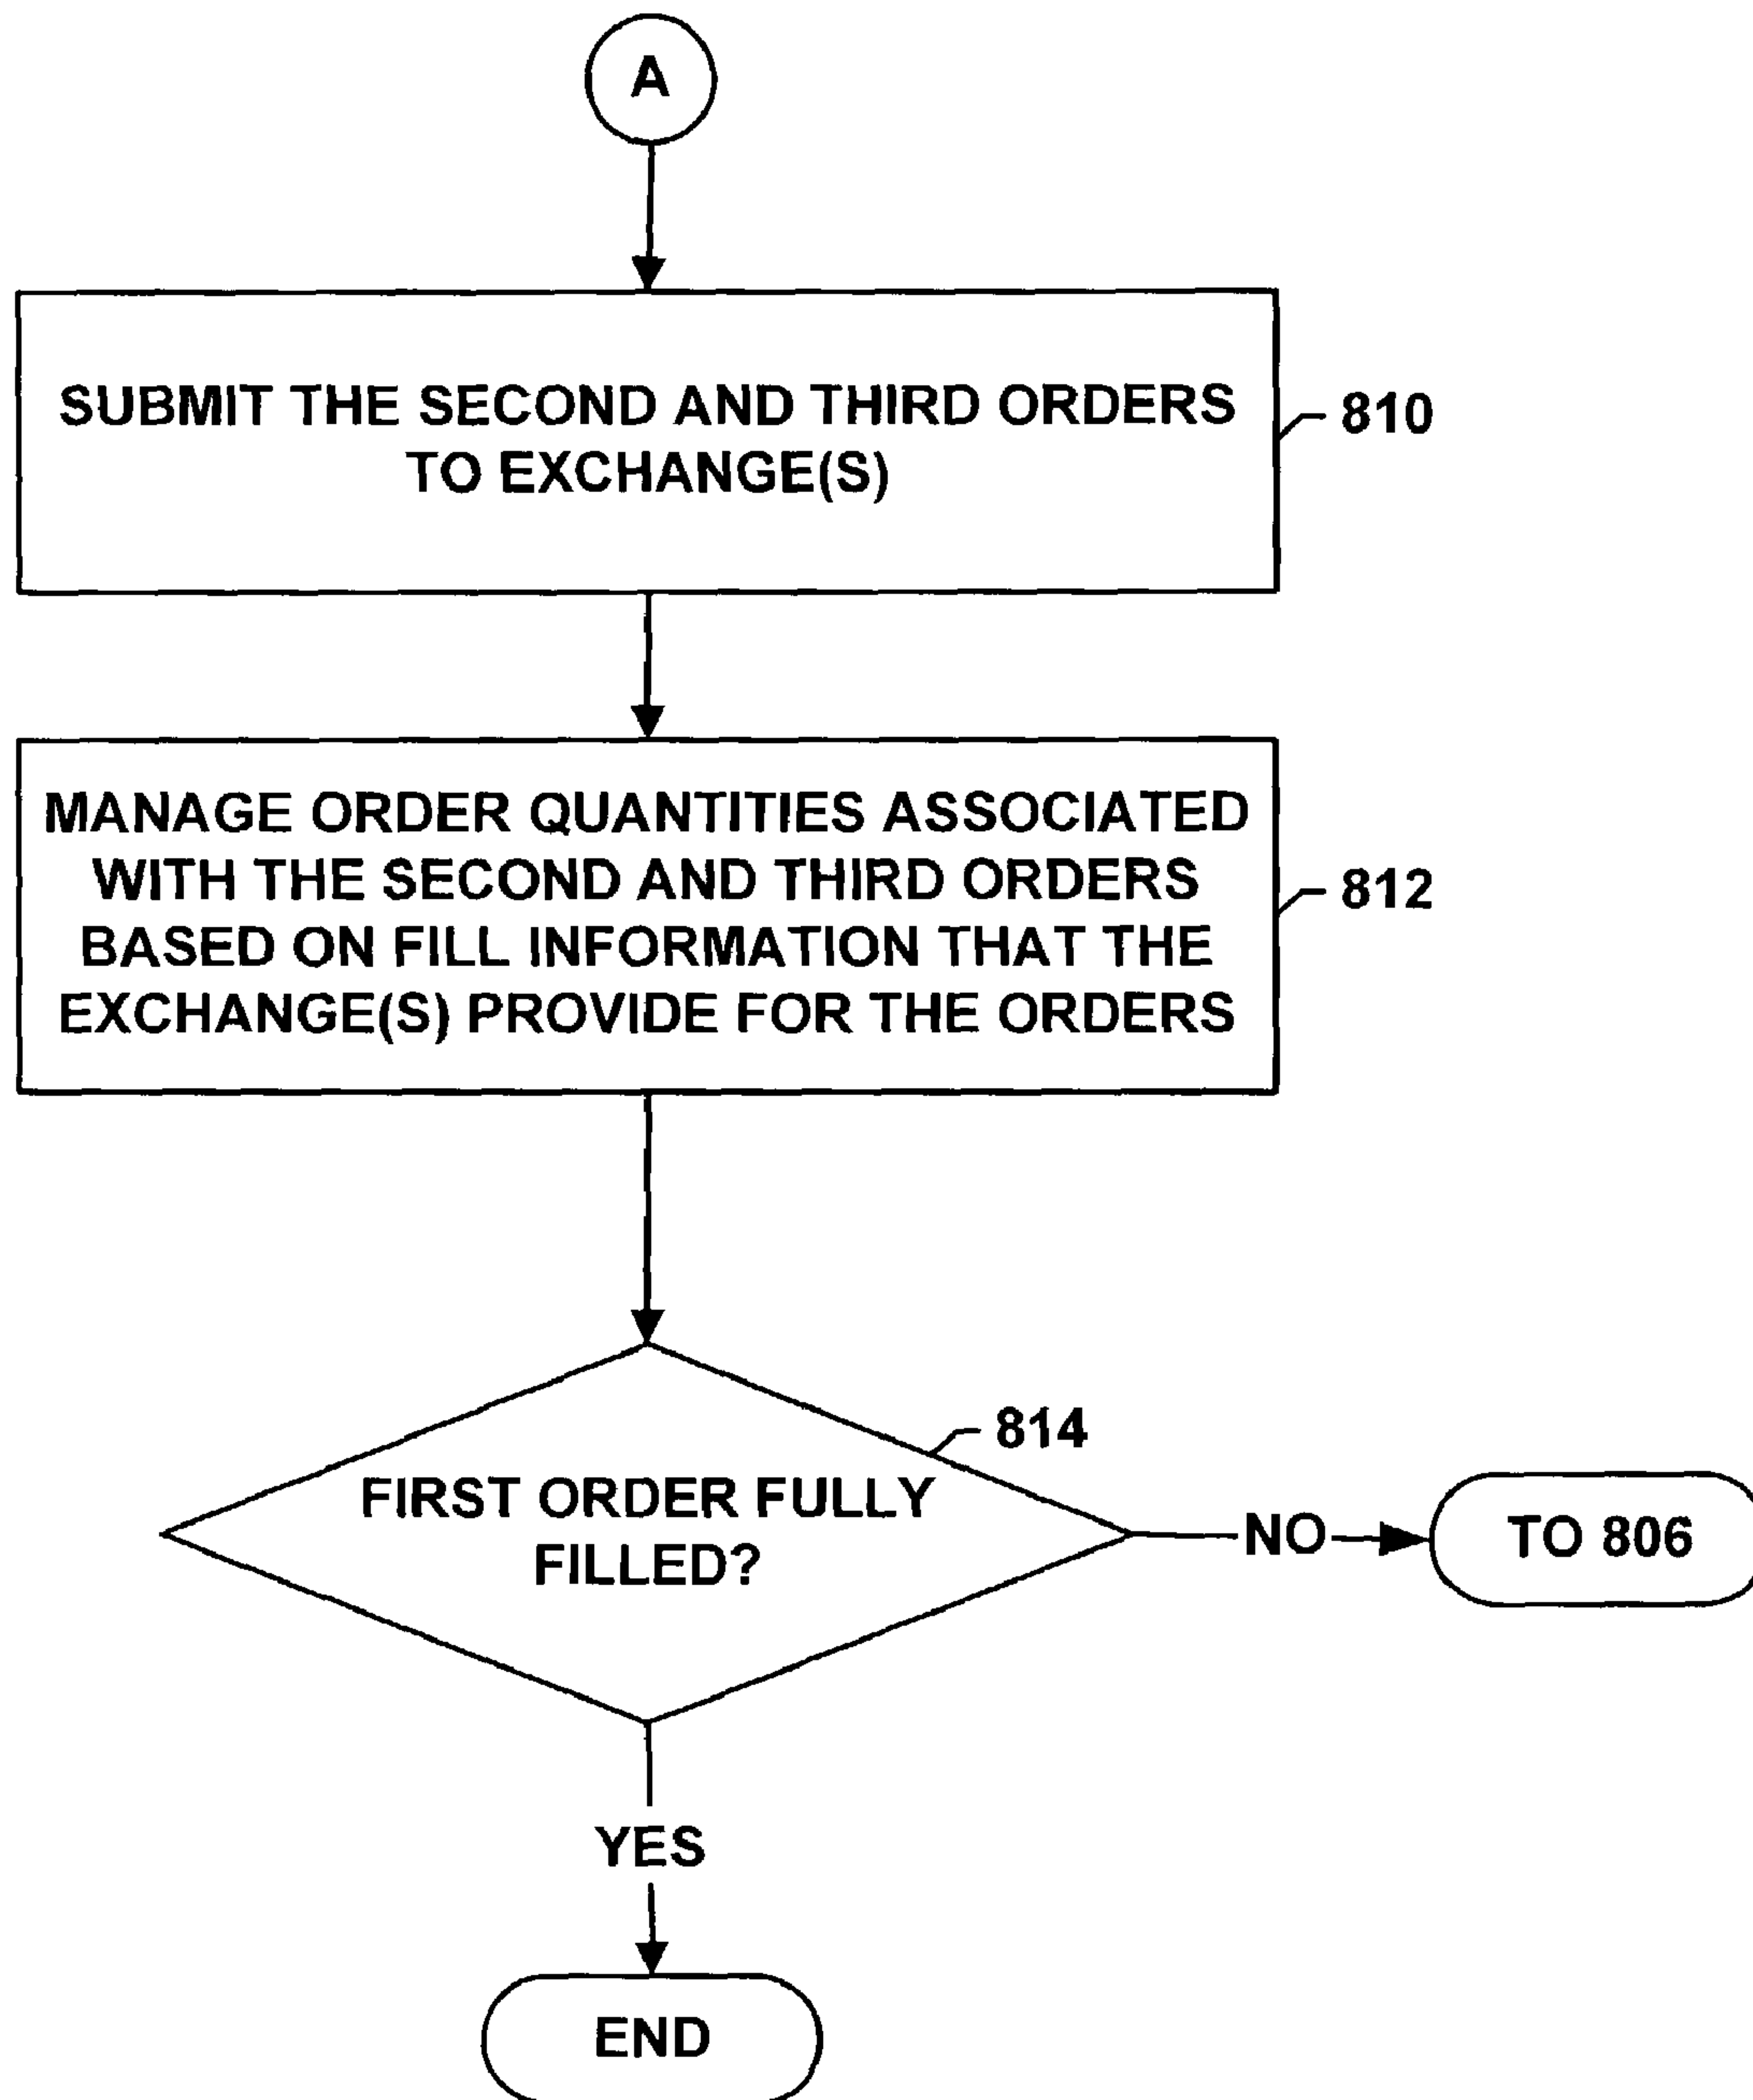 A
SUBMIT THE SECOND AND THIRD ORDERS
TO EXCHANGE(S)
810
MANAGE ORDER QUANTITIES ASSOCIATED
WITH THE SECOND AND THIRD ORDERS
BASED ON FILL INFORMATION THAT THE
EXCHANGE(S) PROVIDE FOR THE ORDERS
812
814
FIRST ORDER FULLY
FILLED?
NO
TO 806
YES
END